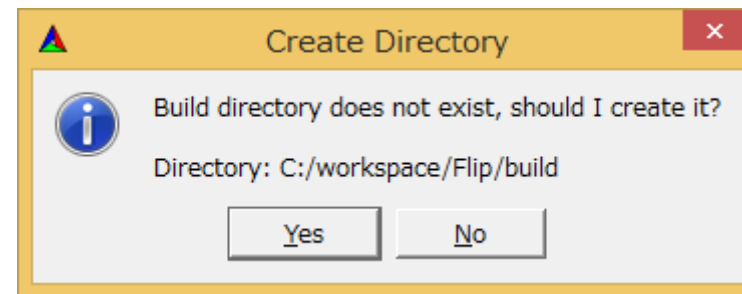 Create Directory
Build directory does not exist, should I create it?
Directory: C:/workspace/Flip/build
Yes No